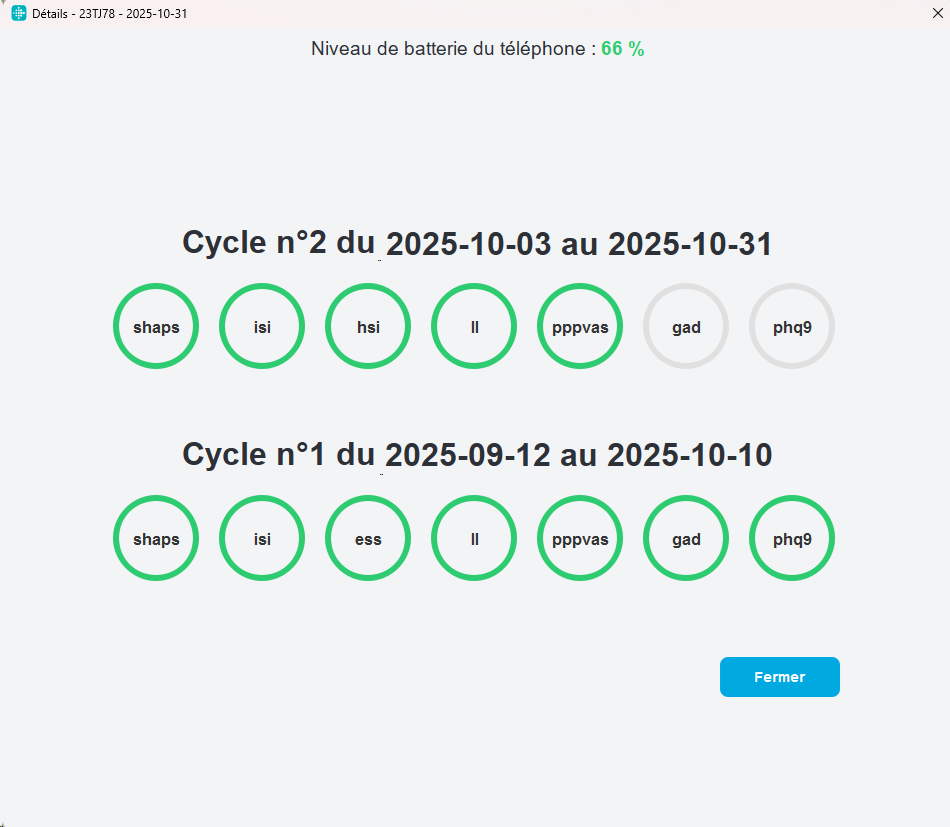 Détails - 23TJ78 - 2025-10-31
Niveau de batterie du téléphone : 66 %
Cycle n°2 du 2025-10-03 au 2025-10-31
shaps isi hsi ll pppvas gad phq9
Cycle n°1 du 2025-09-12 au 2025-10-10
shaps isi ess ll pppvas gad phq9
Fermer